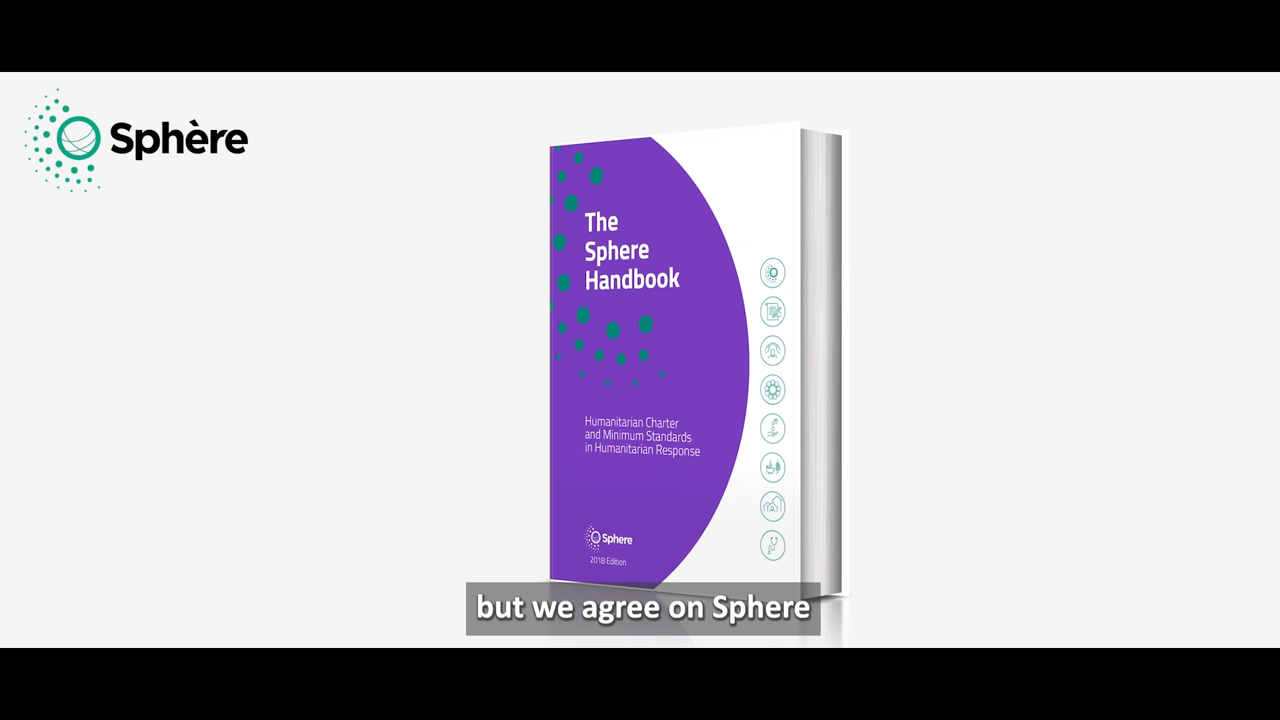 Sphère
The
Sphere
Handbook
Humanitarian Charter
and Minimum Standards
in Humanitarian Response
Sphere
2018 Edition
but we agree on Sphere